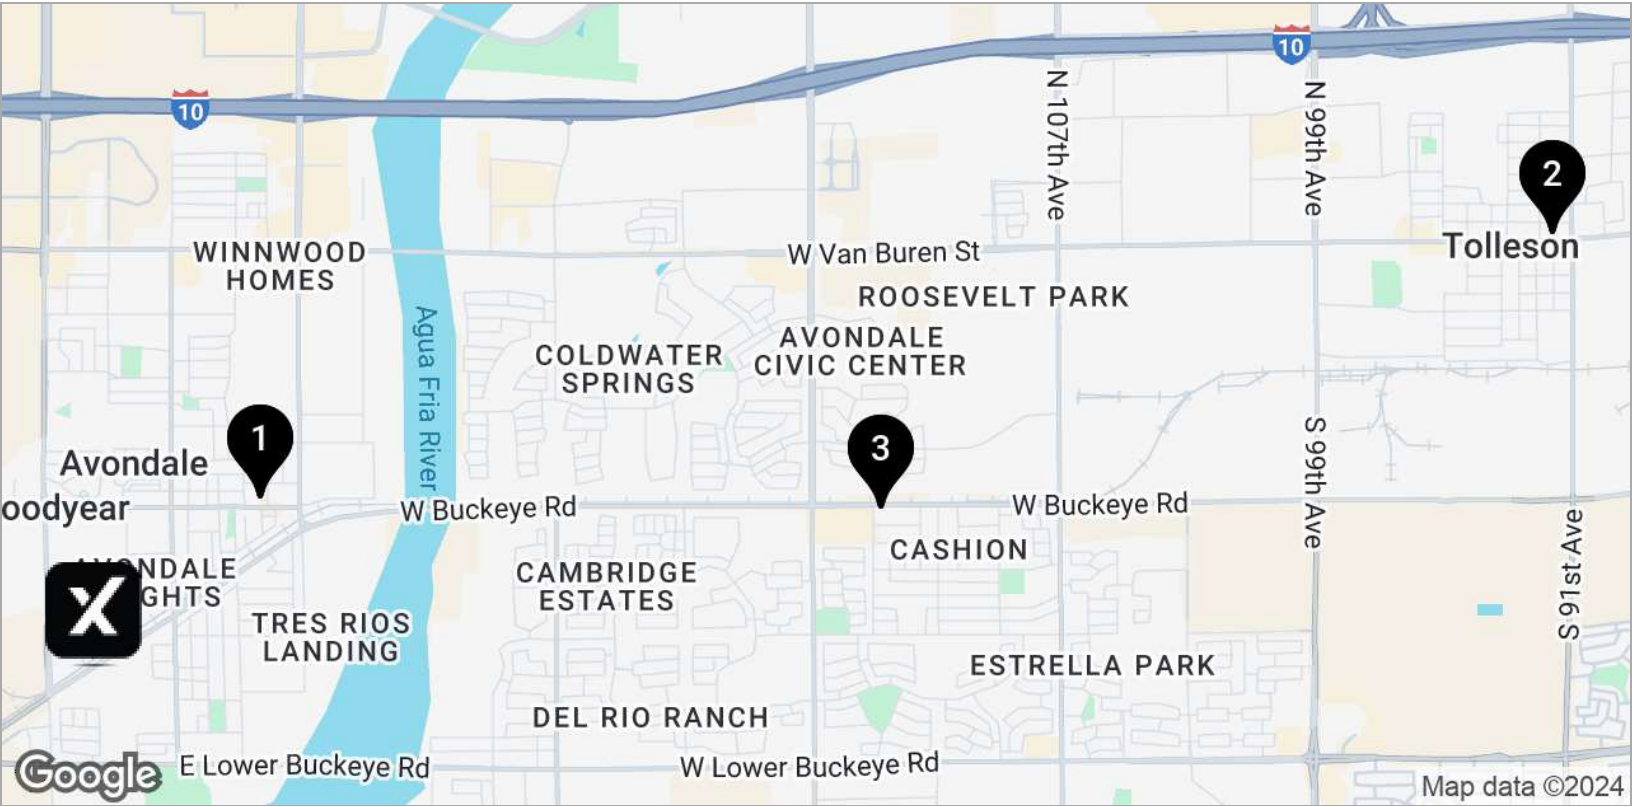 10
10
N 107th Ave
N 99th Ave
2
WINNWOOD
HOMES
W Van Buren St
Tolleson
ROOSEVELT PARK
Agua Fria River
AVONDALE
CIVIC CENTER
COLDWATER
SPRINGS
1
3
Avondale
oodyear
W Buckeye Rd
W Buckeye Rd
S 99th Ave
S 91st Ave
CASHION
AVONDALE
GHTS
X
CAMBRIDGE
ESTATES
TRES RIOS
LANDING
ESTRELLA PARK
DEL RIO RANCH
Google
E Lower Buckeye Rd
W Lower Buckeye Rd
Map data ©2024